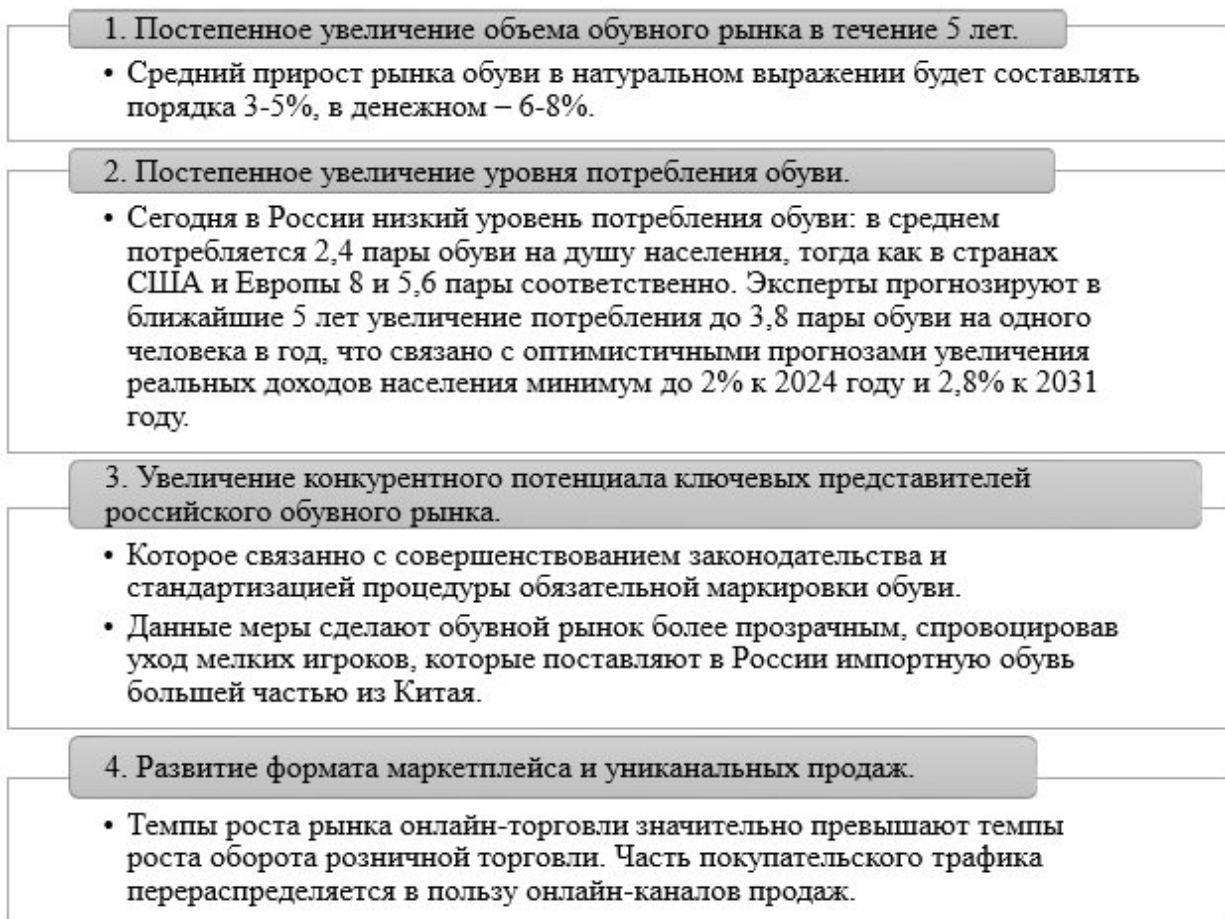 1. Постепенное увеличение объема обувного рынка в течение 5 лет.
• Средний прирост рынка обуви в натуральном выражении будет составлять
порядка 3-5%, в денежном – 6-8%.
2. Постепенное увеличение уровня потребления обуви.
• Сегодня в России низкий уровень потребления обуви: в среднем
потребляется 2,4 пары обуви на душу населения, тогда как в странах
США и Европы 8 и 5,6 пары соответственно. Эксперты прогнозируют в
ближайшие 5 лет увеличение потребления до 3,8 пары обуви на одного
человека в год, что связано с оптимистичными прогнозами увеличения
реальных доходов населения минимум до 2% к 2024 году и 2,8% к 2031
году.
3. Увеличение конкурентного потенциала ключевых представителей
российского обувного рынка.
• Которое связанно с совершенствованием законодательства и
стандартизацией процедуры обязательной маркировки обуви.
• Данные меры сделают обувной рынок более прозрачным, спровоцировав
уход мелких игроков, которые поставляют в России импортную обувь
большей частью из Китая.
4. Развитие формата маркетплейса и униканальных продаж.
• Темпы роста рынка онлайн-торговли значительно превышают темпы
роста оборота розничной торговли. Часть покупательского трафика
перераспределяется в пользу онлайн-каналов продаж.